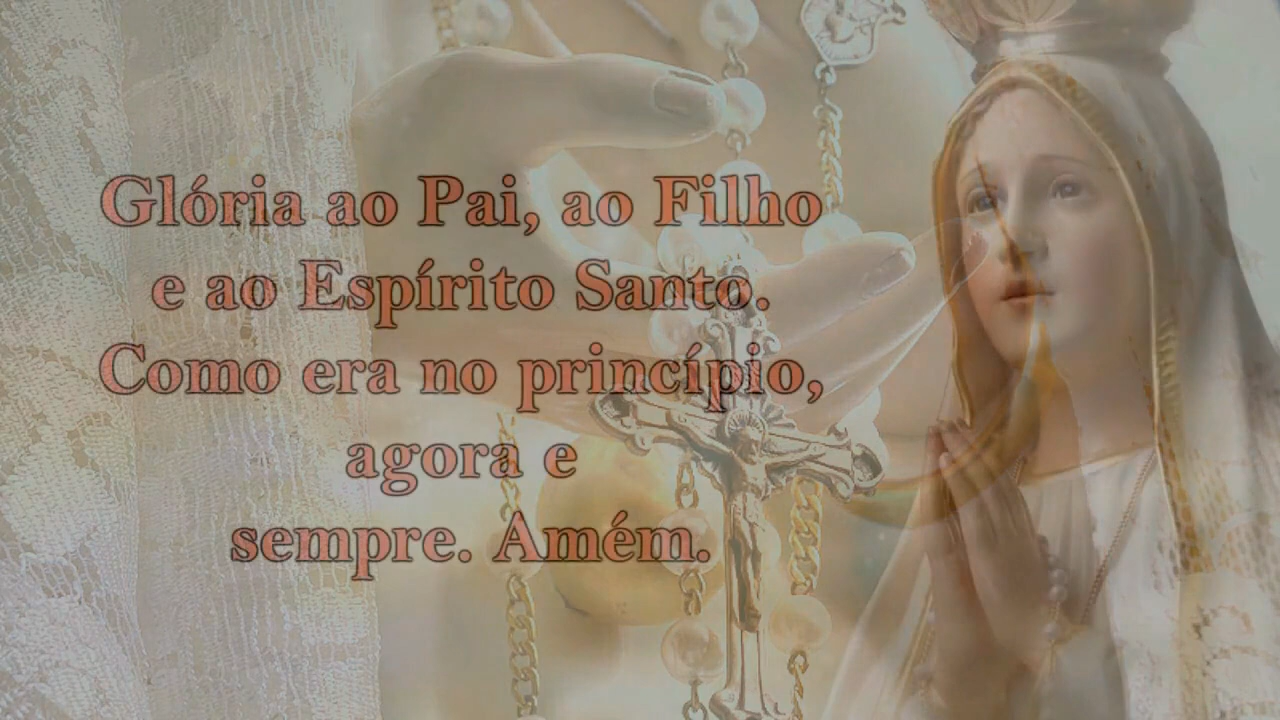 Glória ao Pai, ao Filho
e ao Espírito Santo.
Como era no princípio,
agora e
sempre. Amém.